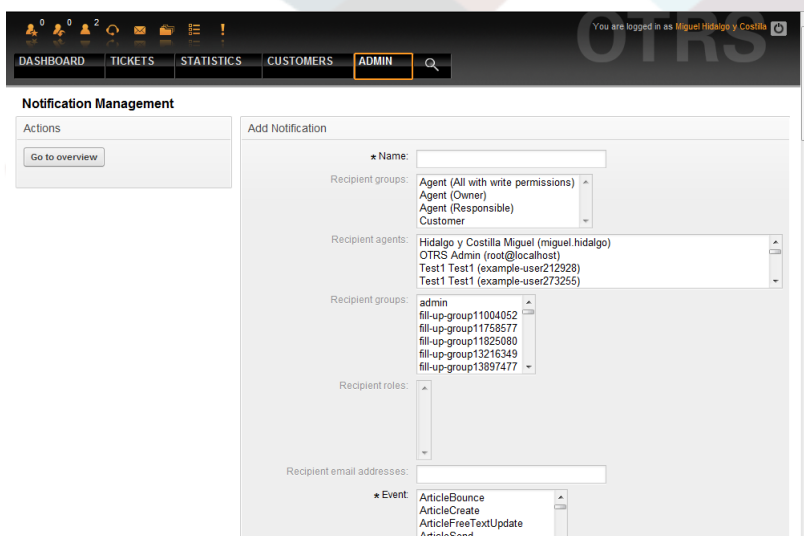 0 0 2
You are logged in as Miguel Hidalgo y Costilla
OTRS
DASHBOARD TICKETS STATISTICS CUSTOMERS ADMIN
Notification Management
Actions
Go to overview
Add Notification
★ Name:
Recipient groups:
Agent (All with write permissions)
Agent (Owner)
Agent (Responsible)
Customer
Recipient agents:
Hidalgo y Costilla Miguel (miguel.hidalgo)
OTRS Admin (root@localhost)
Test1 Test1 (example-user212928)
Test1 Test1 (example-user273255)
Recipient groups:
admin
fill-up-group11004052
fill-up-group11758577
fill-up-group11825080
fill-up-group13216349
fill-up-group13897477
Recipient roles:
Recipient email addresses:
★ Event:
ArticleBounce
ArticleCreate
ArticleFreeTextUpdate
ArticleSend